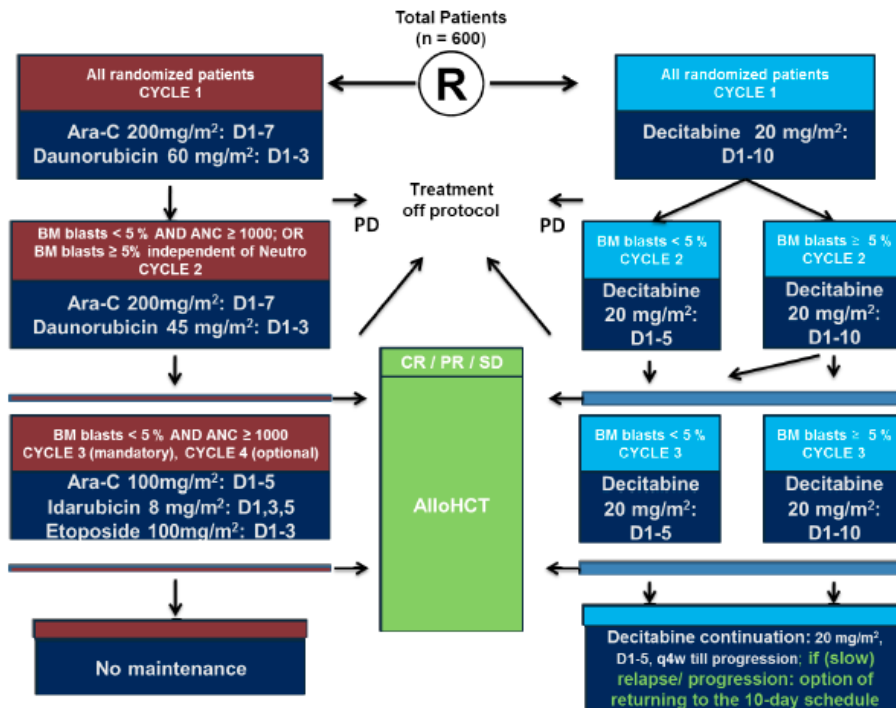 Total Patients
(n = 600)
R
All randomized patients
CYCLE 1
Ara-C 200mg/m²: D1-7
Daunorubicin 60 mg/m²: D1-3
All randomized patients
CYCLE 1
Decitabine 20 mg/m²:
D1-10
Treatment
off protocol
PD
PD
BM blasts < 5 % AND ANC ≥ 1000; OR
BM blasts ≥ 5% independent of Neutro
CYCLE 2
Ara-C 200mg/m²: D1-7
Daunorubicin 45 mg/m²: D1-3
BM blasts < 5 %
CYCLE 2
Decitabine
20 mg/m²:
D1-5
BM blasts ≥ 5 %
CYCLE 2
Decitabine
20 mg/m²:
D1-10
CR / PR / SD
AlloHCT
BM blasts < 5 % AND ANC ≥ 1000
CYCLE 3 (mandatory), CYCLE 4 (optional)
Ara-C 100mg/m²: D1-5
Idarubicin 8 mg/m²: D1,3,5
Etoposide 100mg/m²: D1-3
BM blasts < 5 %
CYCLE 3
Decitabine
20 mg/m²:
D1-5
BM blasts ≥ 5 %
CYCLE 3
Decitabine
20 mg/m²:
D1-10
No maintenance
Decitabine continuation: 20 mg/m²,
D1-5, q4w till progression; if (slow)
relapse/ progression: option of
returning to the 10-day schedule